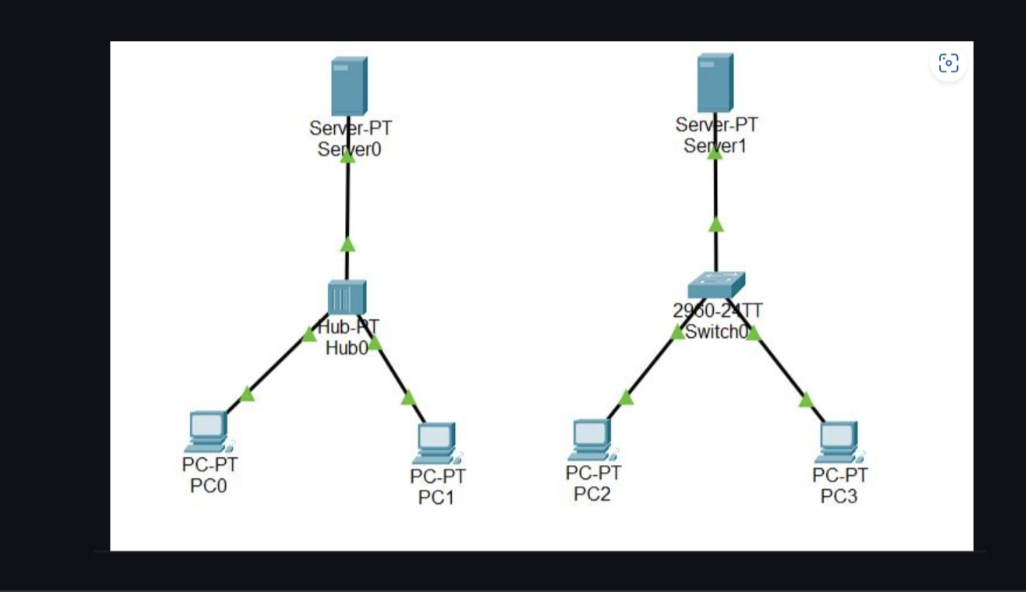 Server-PT
Server0
Server-PT
Server1
Hub-PT
Hub0
2960-24TT
Switch0
PC-PT
PC0
PC-PT
PC1
PC-PT
PC2
PC-PT
PC3